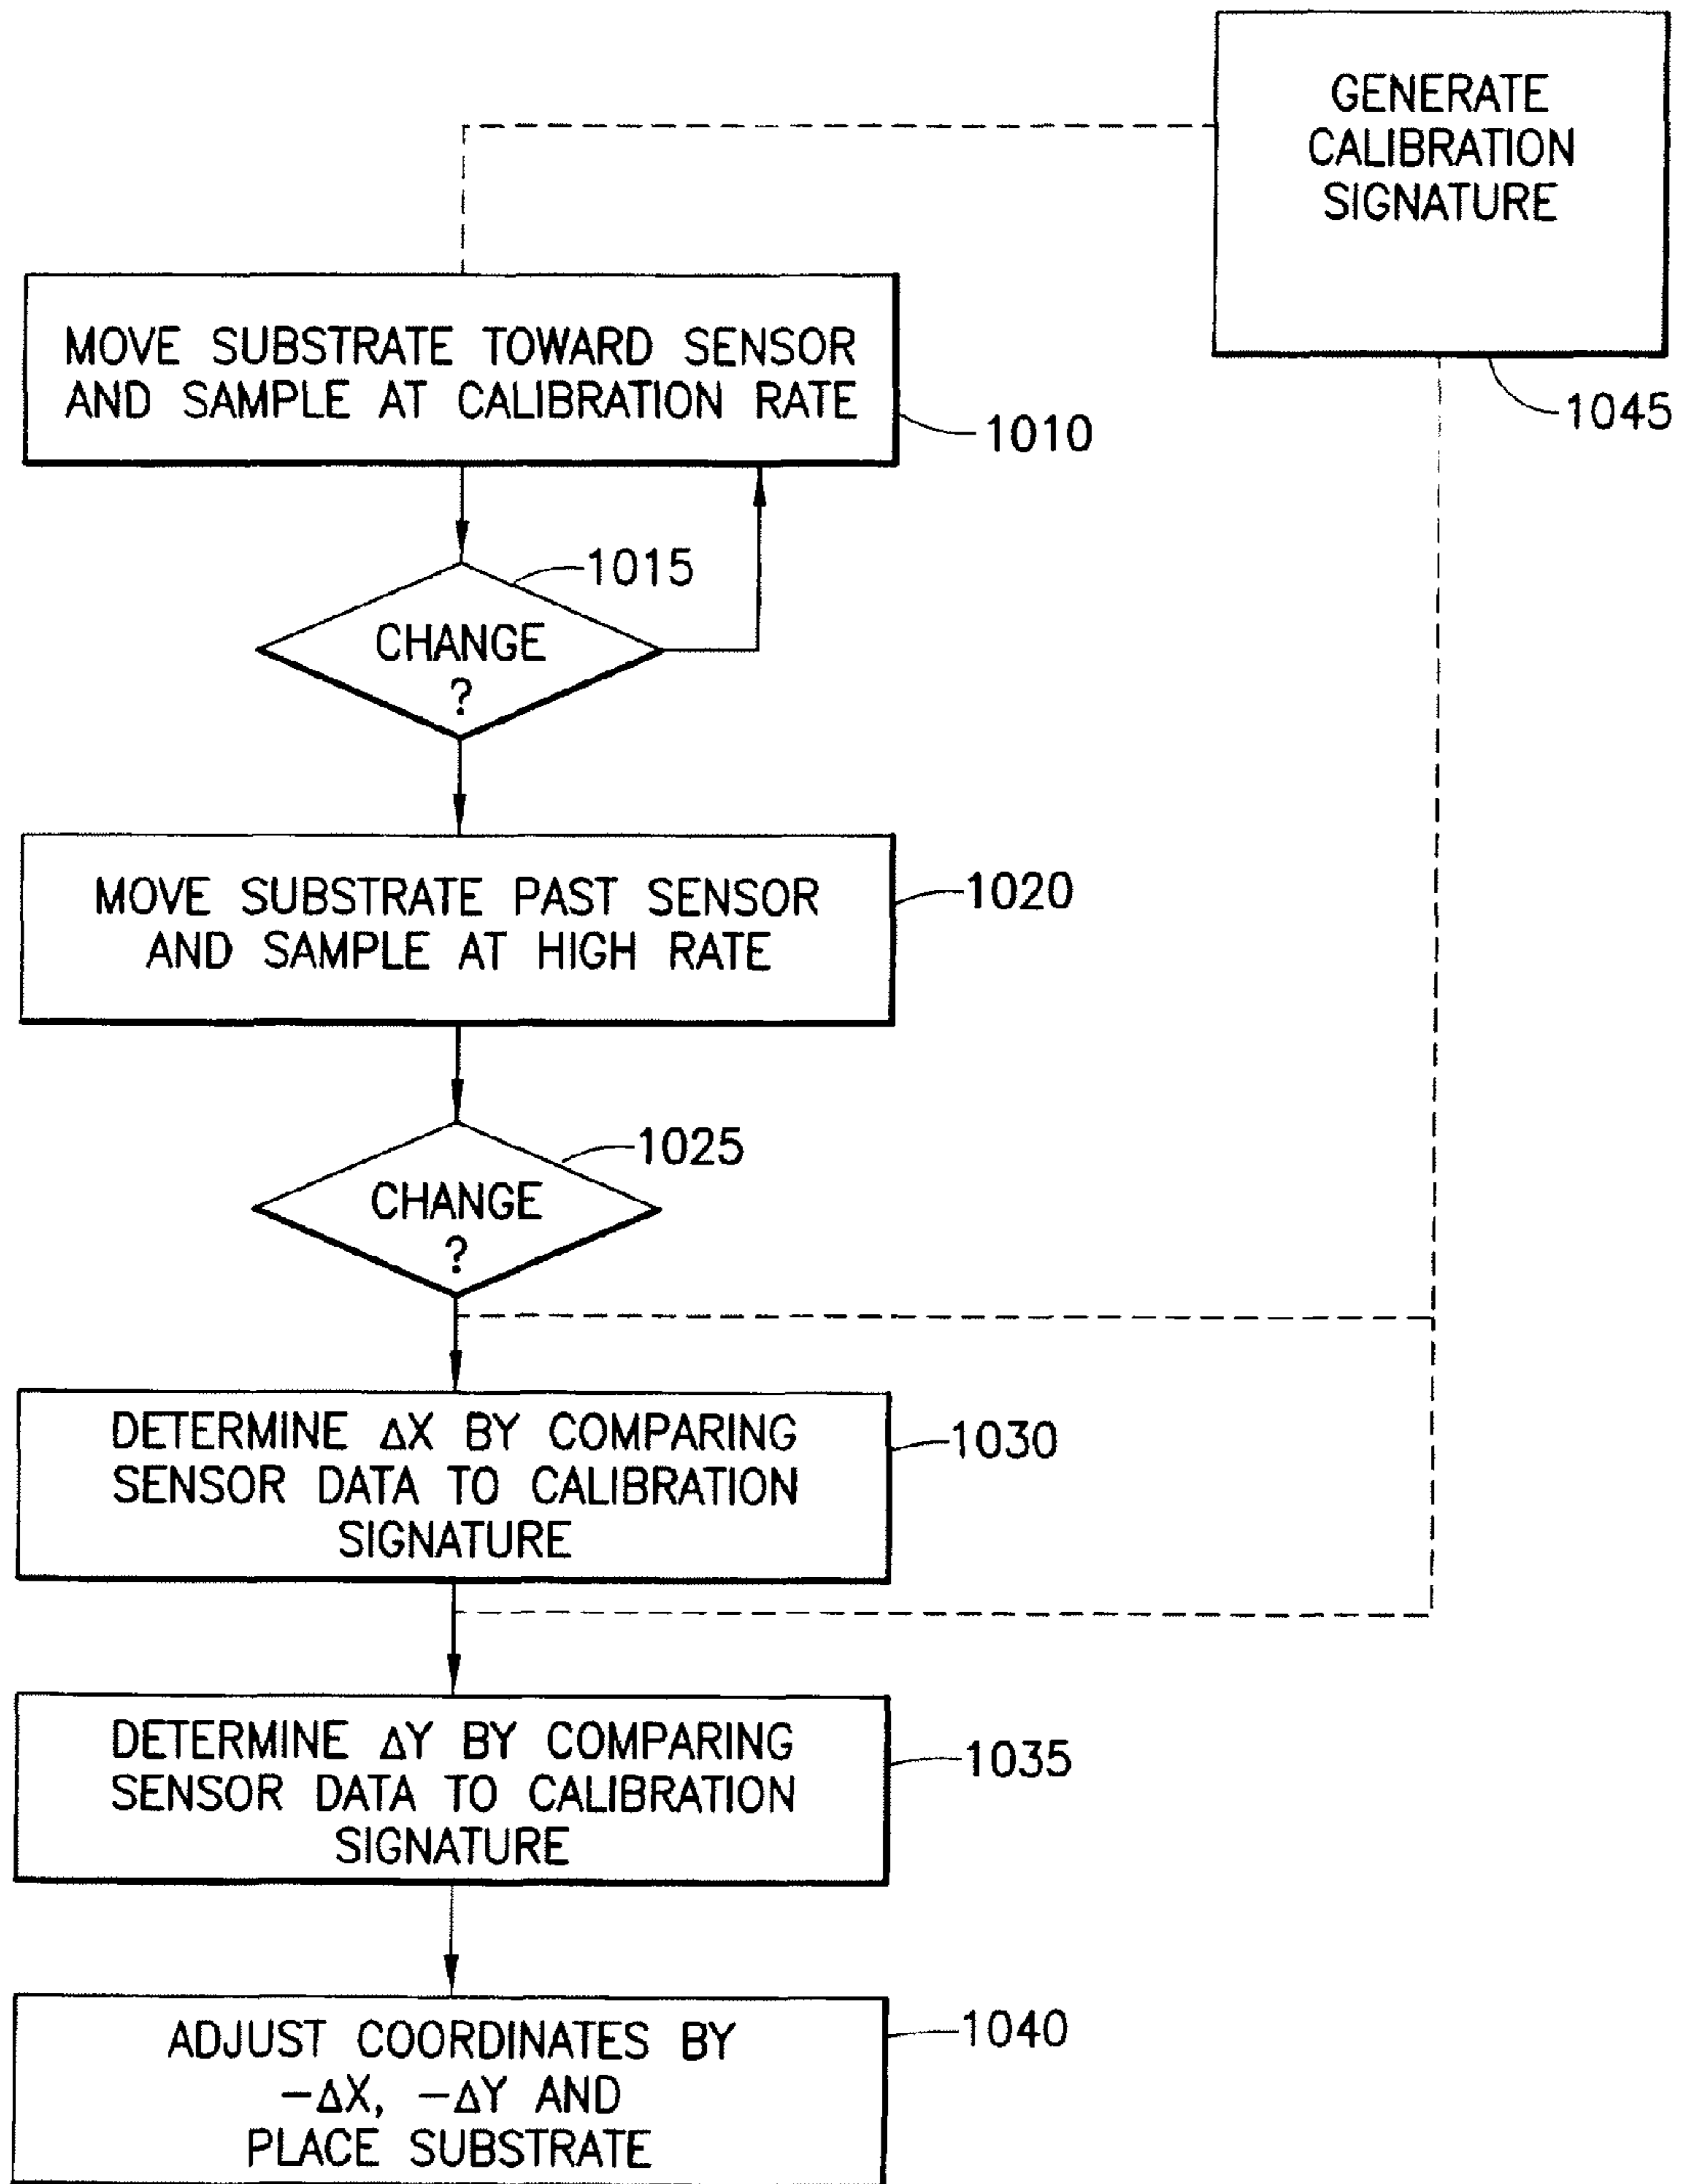 GENERATE
CALIBRATION
SIGNATURE
1045
MOVE SUBSTRATE TOWARD SENSOR
AND SAMPLE AT CALIBRATION RATE
1010
1015
CHANGE
?
MOVE SUBSTRATE PAST SENSOR
AND SAMPLE AT HIGH RATE
1020
1025
CHANGE
?
DETERMINE ΔX BY COMPARING
SENSOR DATA TO CALIBRATION
SIGNATURE
1030
DETERMINE ΔY BY COMPARING
SENSOR DATA TO CALIBRATION
SIGNATURE
1035
ADJUST COORDINATES BY
−ΔX, −ΔY AND
PLACE SUBSTRATE
1040